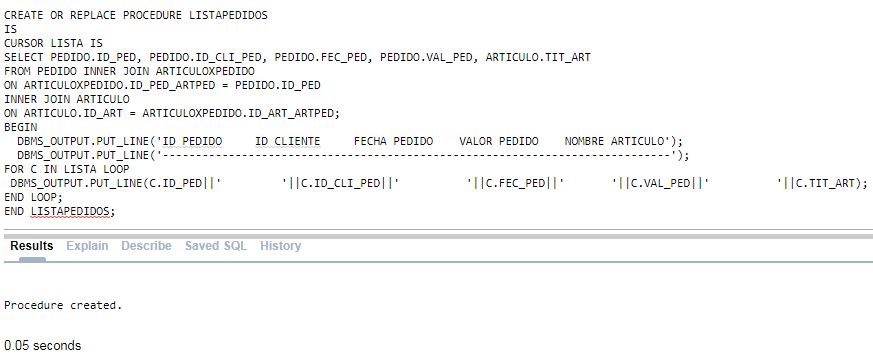 CREATE OR REPLACE PROCEDURE LISTAPEDIDOS
IS
CURSOR LISTA IS
SELECT PEDIDO.ID_PED, PEDIDO.ID_CLI_PED, PEDIDO.FEC_PED, PEDIDO.VAL_PED, ARTICULO.TIT_ART
FROM PEDIDO INNER JOIN ARTICULOXPEDIDO
ON ARTICULOXPEDIDO.ID_PED_ARTPED = PEDIDO.ID_PED
INNER JOIN ARTICULO
ON ARTICULO.ID_ART = ARTICULOXPEDIDO.ID_ART_ARTPED;
BEGIN
  DBMS_OUTPUT.PUT_LINE('ID PEDIDO     ID CLIENTE     FECHA PEDIDO    VALOR PEDIDO    NOMBRE ARTICULO');
  DBMS_OUTPUT.PUT_LINE('-----------------------------------------------------------------------------');
FOR C IN LISTA LOOP
 DBMS_OUTPUT.PUT_LINE(C.ID_PED||'         '||C.ID_CLI_PED||'          '||C.FEC_PED||'       '||C.VAL_PED||'          '||C.TIT_ART);
END LOOP;
END LISTAPEDIDOS;
Results Explain Describe Saved SQL History
Procedure created.
0.05 seconds